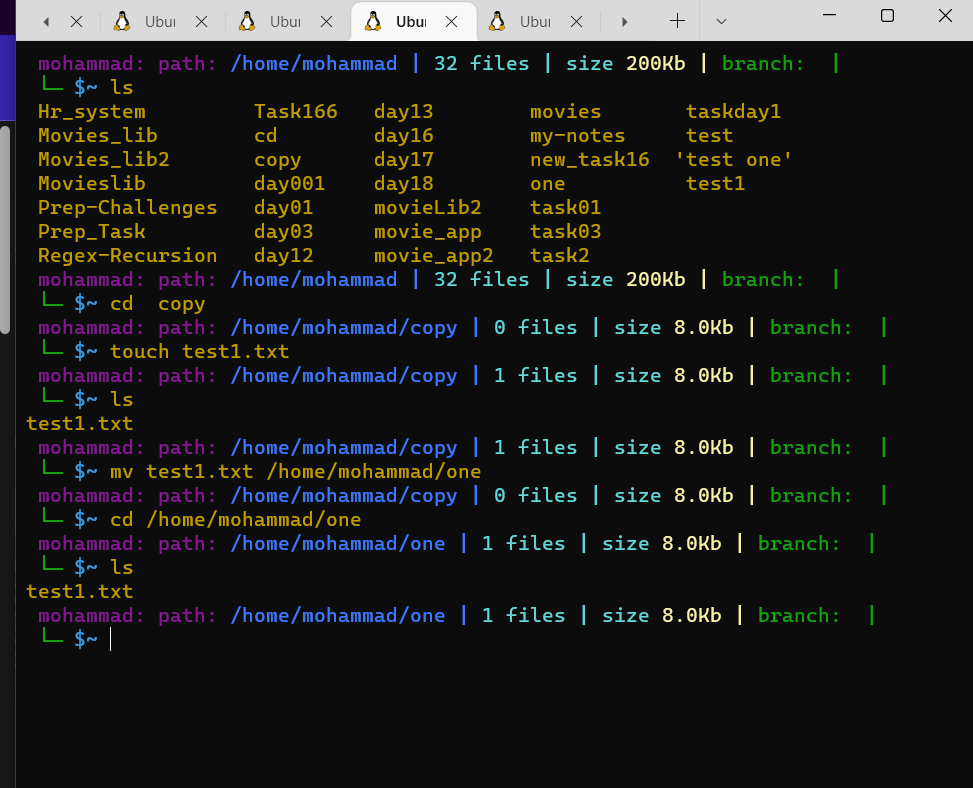 Ubu Ubu Ubu Ubu
mohammad: path: /home/mohammad | 32 files | size 200Kb | branch: |
└─ $~ ls
Hr_system Task166 day13 movies taskday1
Movies_lib cd day16 my-notes test
Movies_lib2 copy day17 new_task16 'test one'
Movieslib day001 day18 one test1
Prep-Challenges day01 movieLib2 task01
Prep_Task day03 movie_app task03
Regex-Recursion day12 movie_app2 task2
mohammad: path: /home/mohammad | 32 files | size 200Kb | branch: |
└─ $~ cd  copy
mohammad: path: /home/mohammad/copy | 0 files | size 8.0Kb | branch: |
└─ $~ touch test1.txt
mohammad: path: /home/mohammad/copy | 1 files | size 8.0Kb | branch: |
└─ $~ ls
test1.txt
mohammad: path: /home/mohammad/copy | 1 files | size 8.0Kb | branch: |
└─ $~ mv test1.txt /home/mohammad/one
mohammad: path: /home/mohammad/copy | 0 files | size 8.0Kb | branch: |
└─ $~ cd /home/mohammad/one
mohammad: path: /home/mohammad/one | 1 files | size 8.0Kb | branch: |
└─ $~ ls
test1.txt
mohammad: path: /home/mohammad/one | 1 files | size 8.0Kb | branch: |
└─ $~